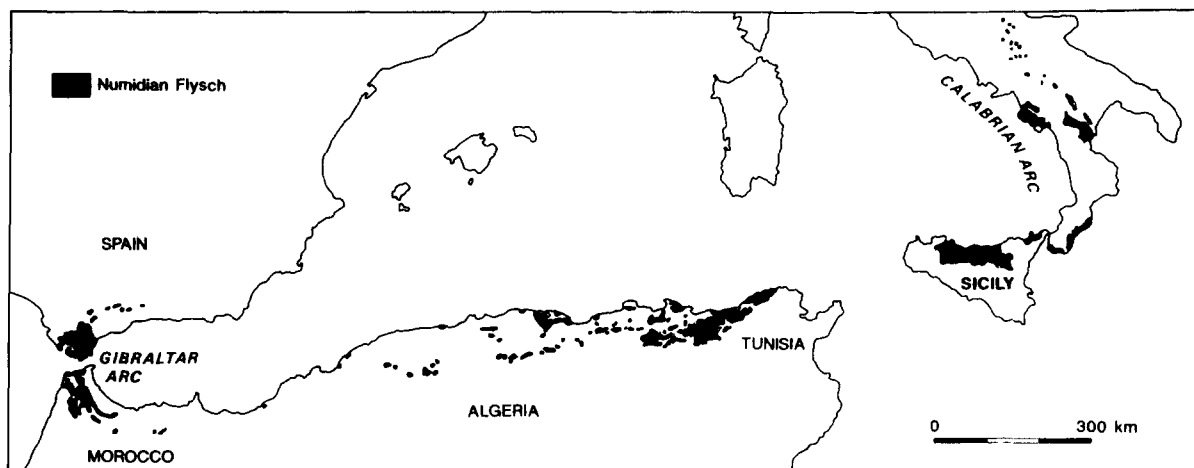 Numidian Flysch
CALABRIAN ARC
SPAIN
SICILY
GIBRALTAR
ARC
TUNISIA
ALGERIA
MOROCCO
0 300 km